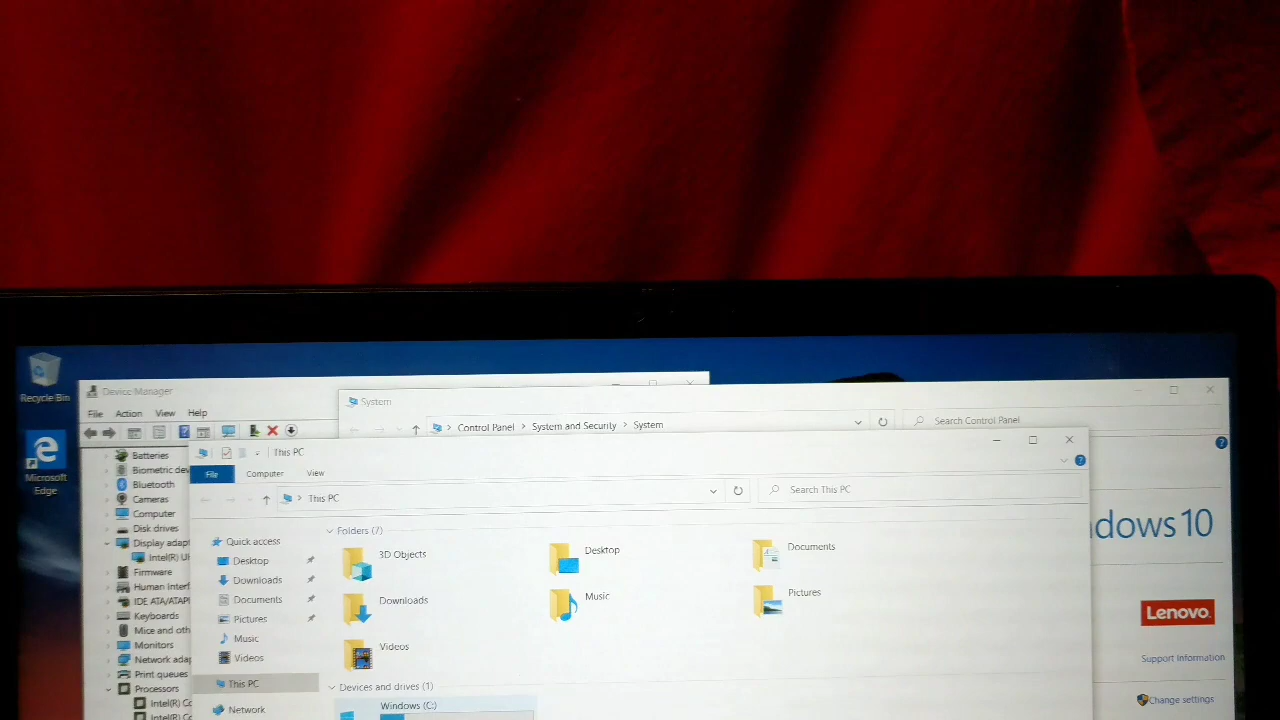 Recycle Bin
Microsoft
Edge
Device Manager
File Action View Help
Batteries
Biometric dev
Bluetooth
Cameras
Computer
Disk drives
Display adapt
Intel(R) U
Firmware
Human Interf
IDE ATA/ATAPI
Keyboards
Mice and oth
Monitors
Network adap
Print queues
Processors
Intel(R) Co
Intel(R) Co
System
Control Panel > System and Security > System
Search Control Panel
ndows 10
Lenovo
Support Information
Change settings
This PC
File Computer View
This PC
Search This PC
Quick access
Desktop
Downloads
Documents
Pictures
Music
Videos
This PC
Network
Folders (7)
3D Objects
Desktop
Documents
Downloads
Music
Pictures
Videos
Devices and drives (1)
Windows (C:)